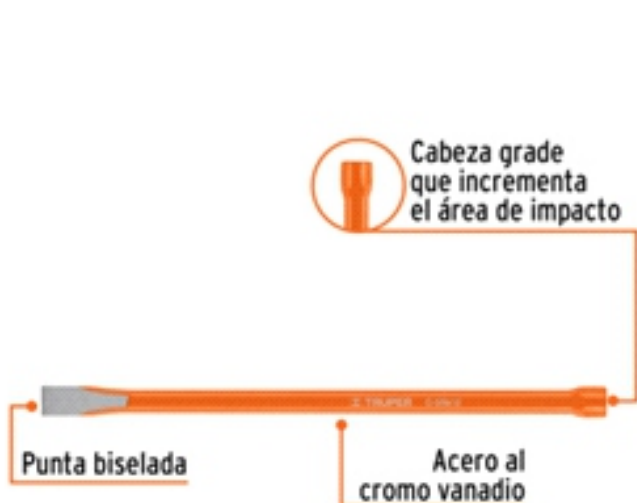 Cabeza grade
que incrementa
el área de impacto
TRUPER
Punta biselada
Acero al
cromo vanadio